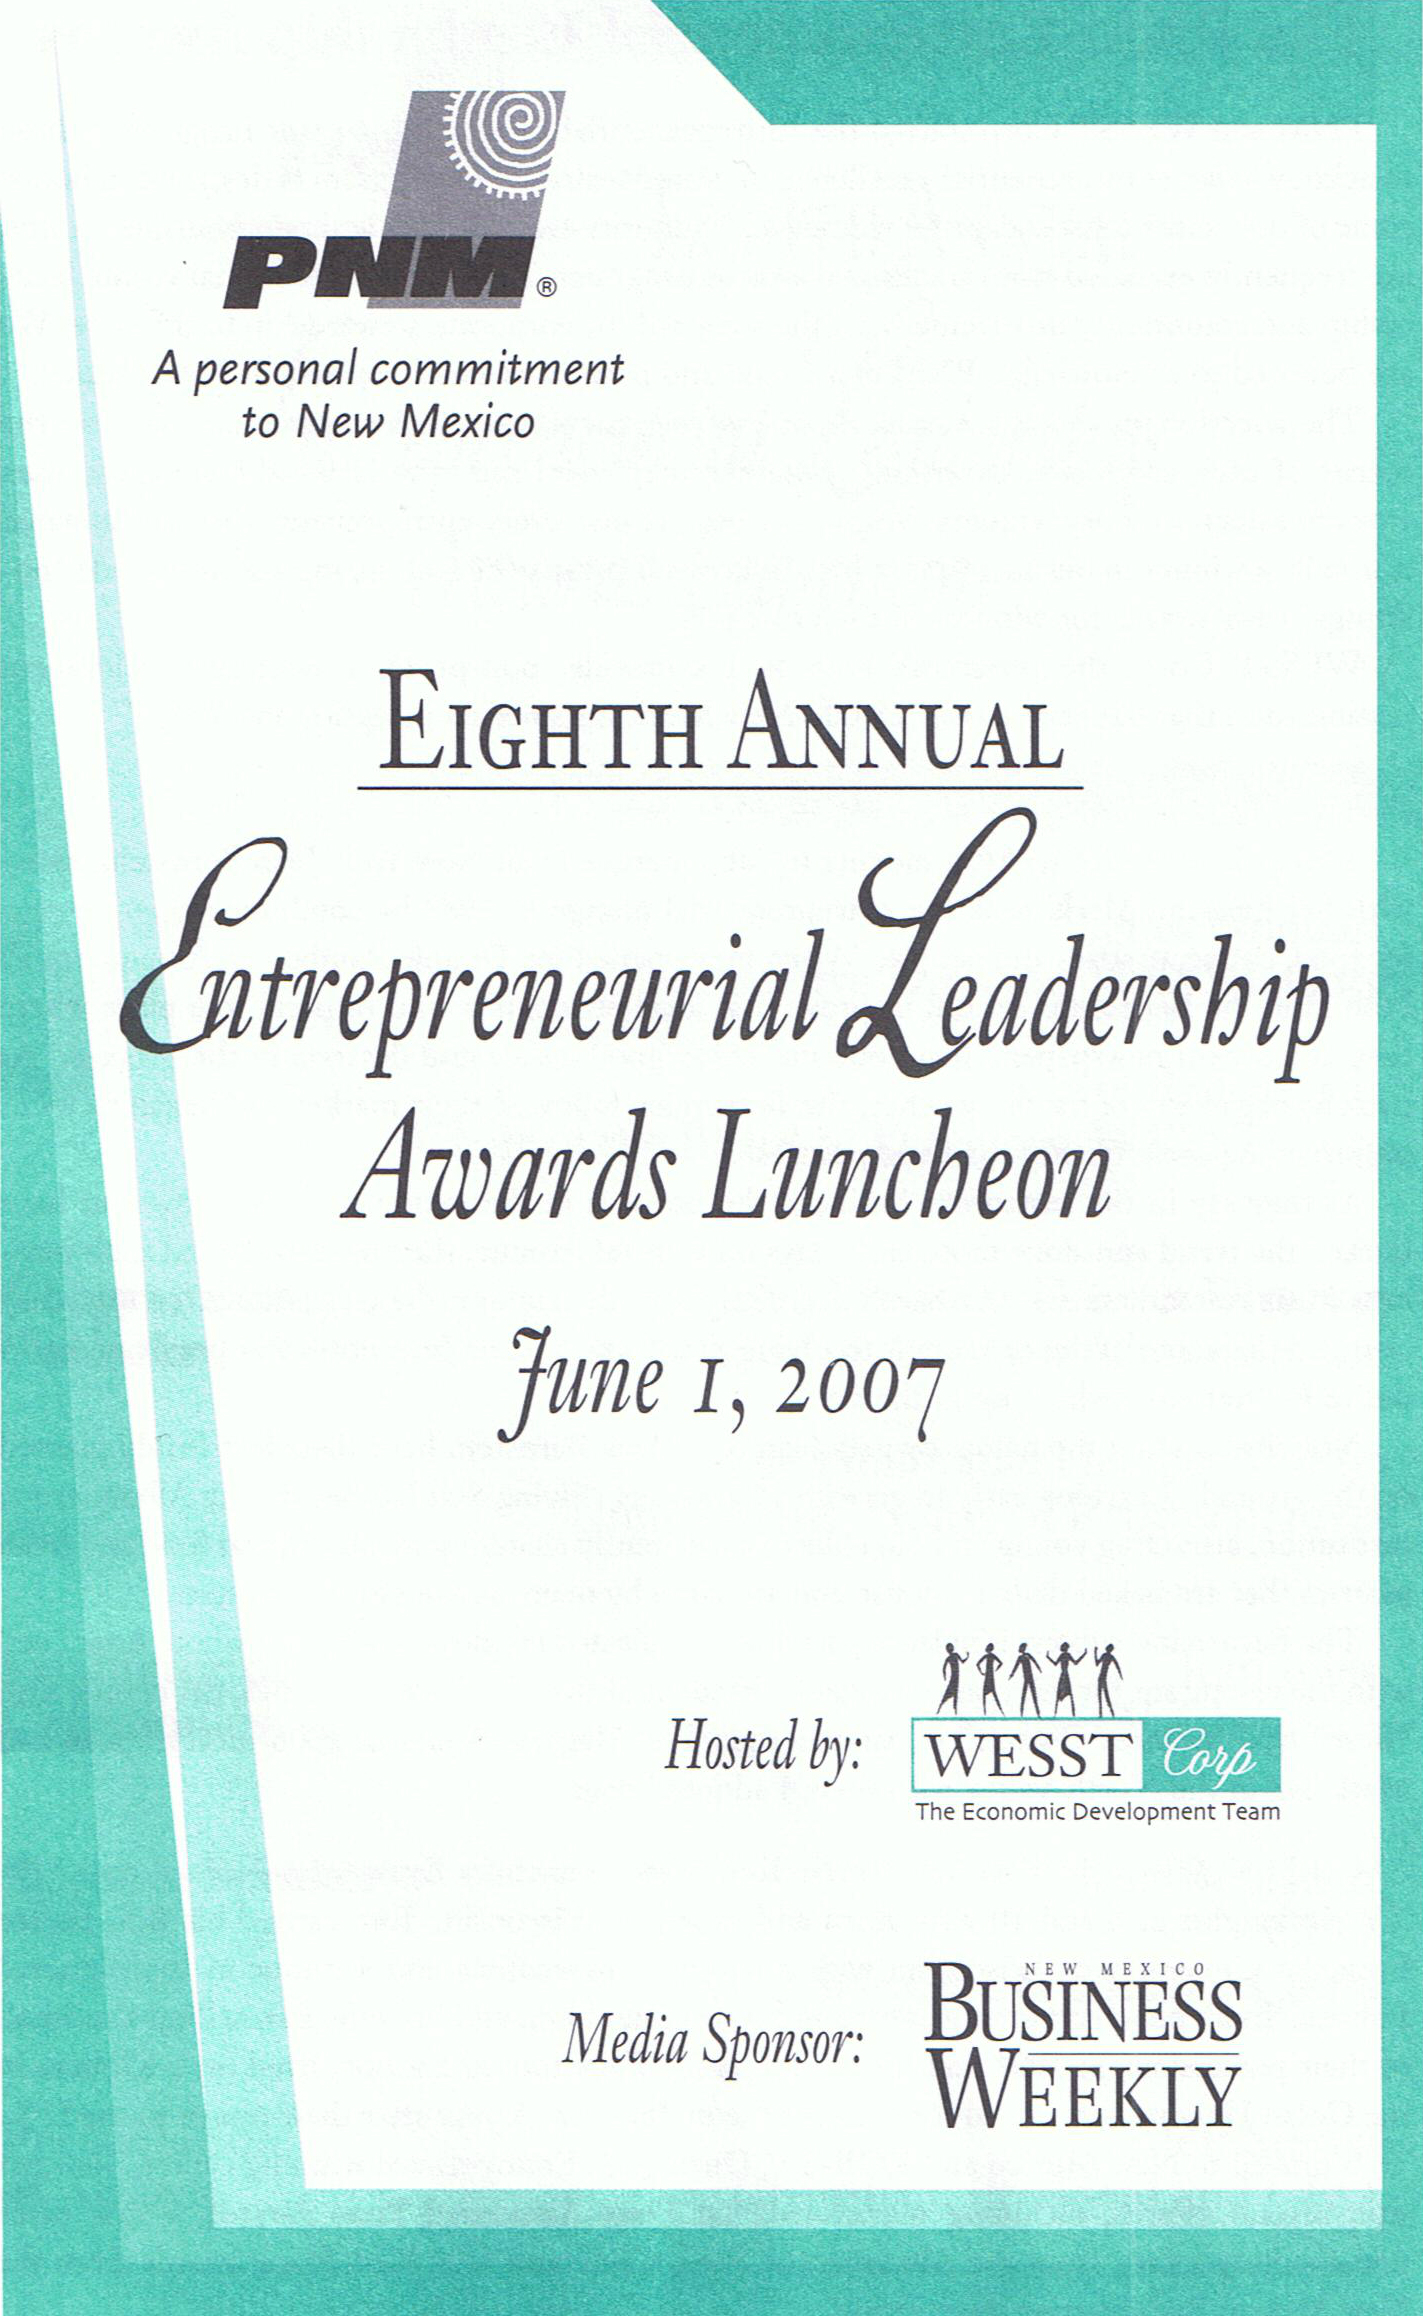 PNM®
A personal commitment
to New Mexico
EIGHTH ANNUAL
Entrepreneurial Leadership
Awards Luncheon
June 1, 2007
Hosted by:
WESST Corp
The Economic Development Team
Media Sponsor:
NEW MEXICO
BUSINESS
WEEKLY